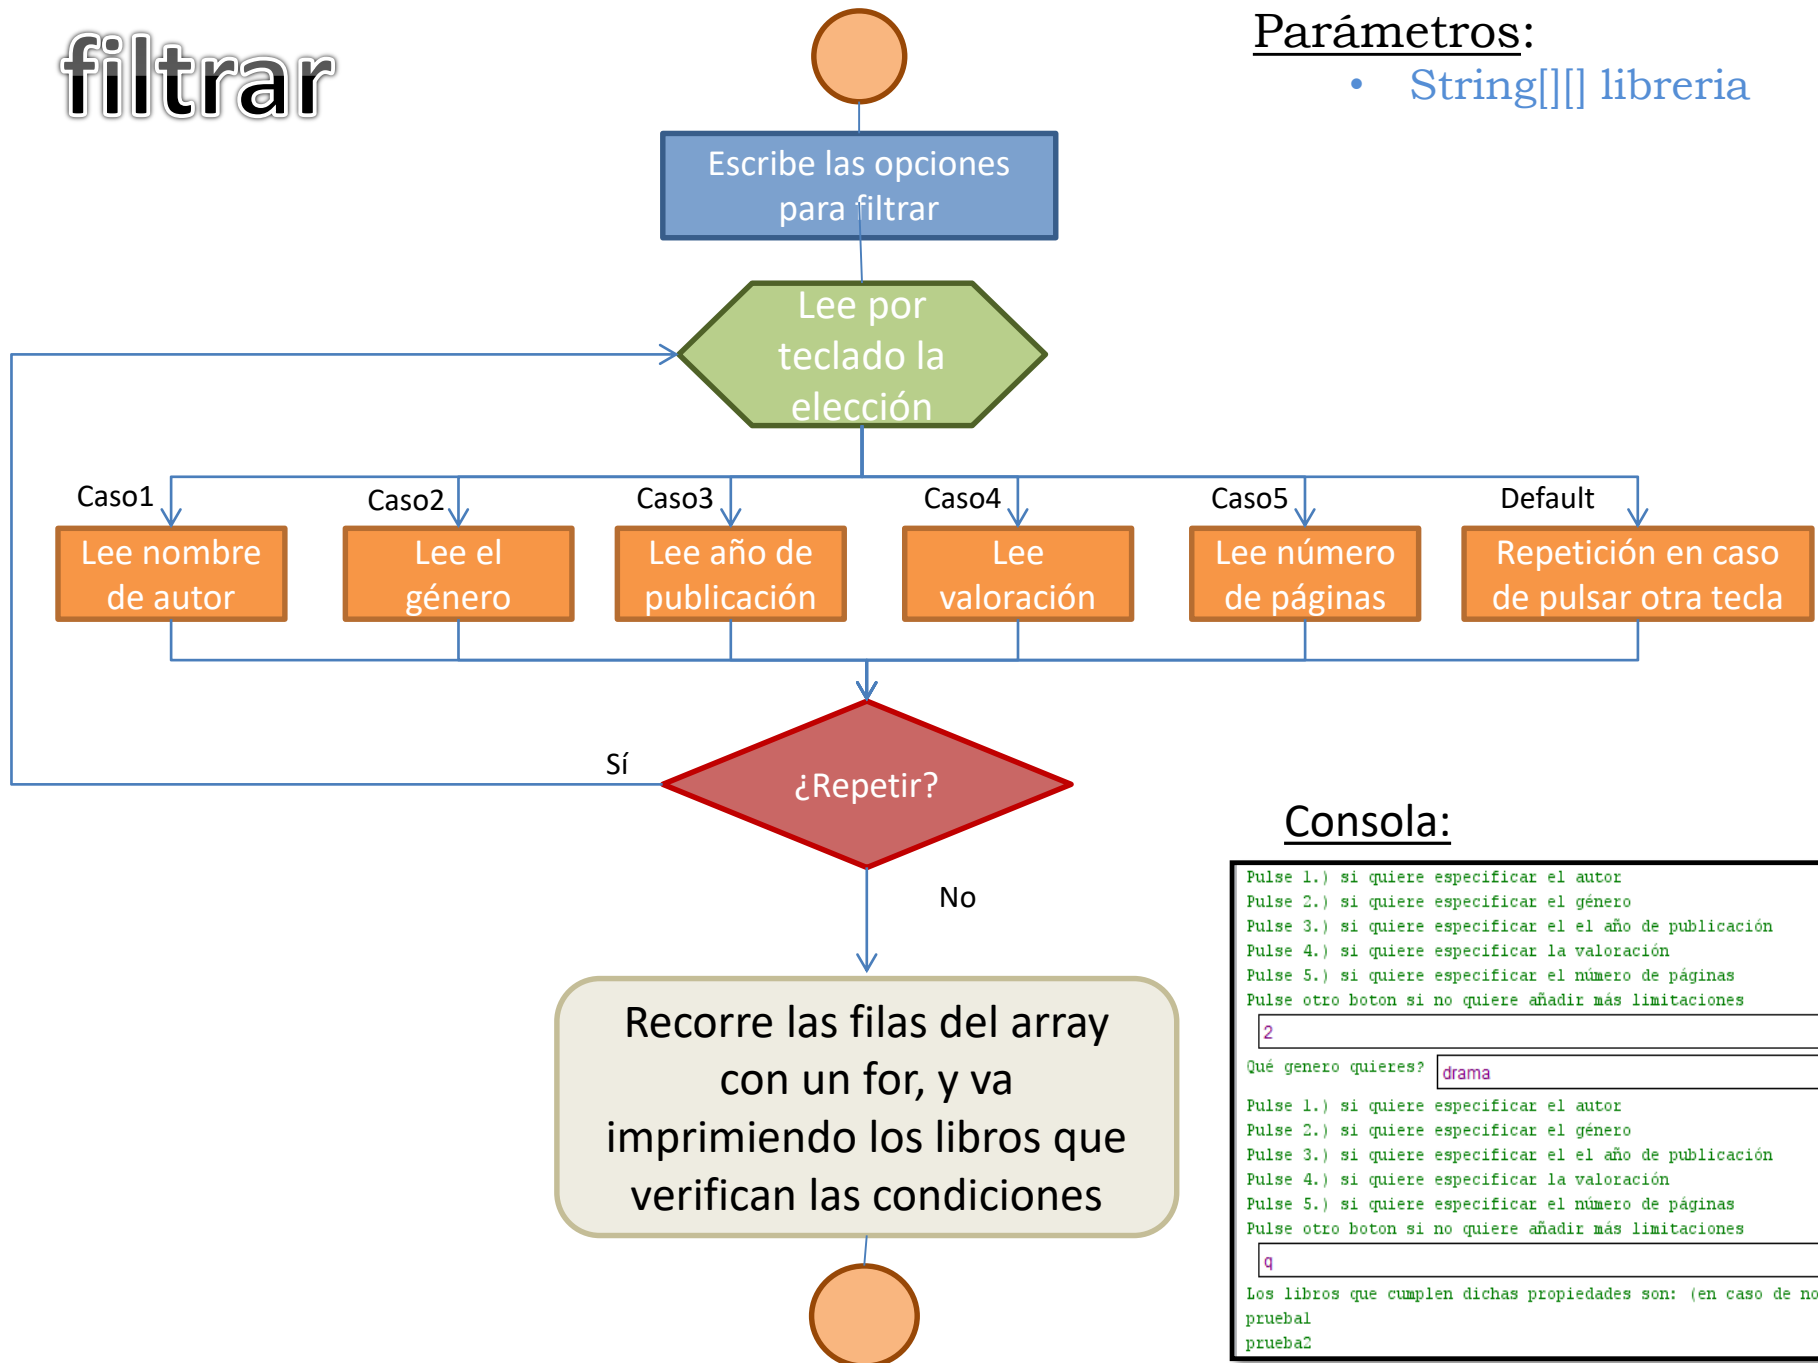 filtrar
Parámetros:
• String[][] libreria
Escribe las opciones
para filtrar
Lee por
teclado la
elección
Caso1
Caso2
Caso3
Caso4
Caso5
Default
Lee nombre
de autor
Lee el
género
Lee año de
publicación
Lee
valoración
Lee número
de páginas
Repetición en caso
de pulsar otra tecla
Sí
¿Repetir?
No
Recorre las filas del array
con un for, y va
imprimiendo los libros que
verifican las condiciones
Consola:
Pulse 1.) si quiere especificar el autor
Pulse 2.) si quiere especificar el género
Pulse 3.) si quiere especificar el el año de publicación
Pulse 4.) si quiere especificar la valoración
Pulse 5.) si quiere especificar el número de páginas
Pulse otro boton si no quiere añadir más limitaciones
2
Qué genero quieres? drama
Pulse 1.) si quiere especificar el autor
Pulse 2.) si quiere especificar el género
Pulse 3.) si quiere especificar el el año de publicación
Pulse 4.) si quiere especificar la valoración
Pulse 5.) si quiere especificar el número de páginas
Pulse otro boton si no quiere añadir más limitaciones
q
Los libros que cumplen dichas propiedades son: (en caso de no
prueba1
prueba2